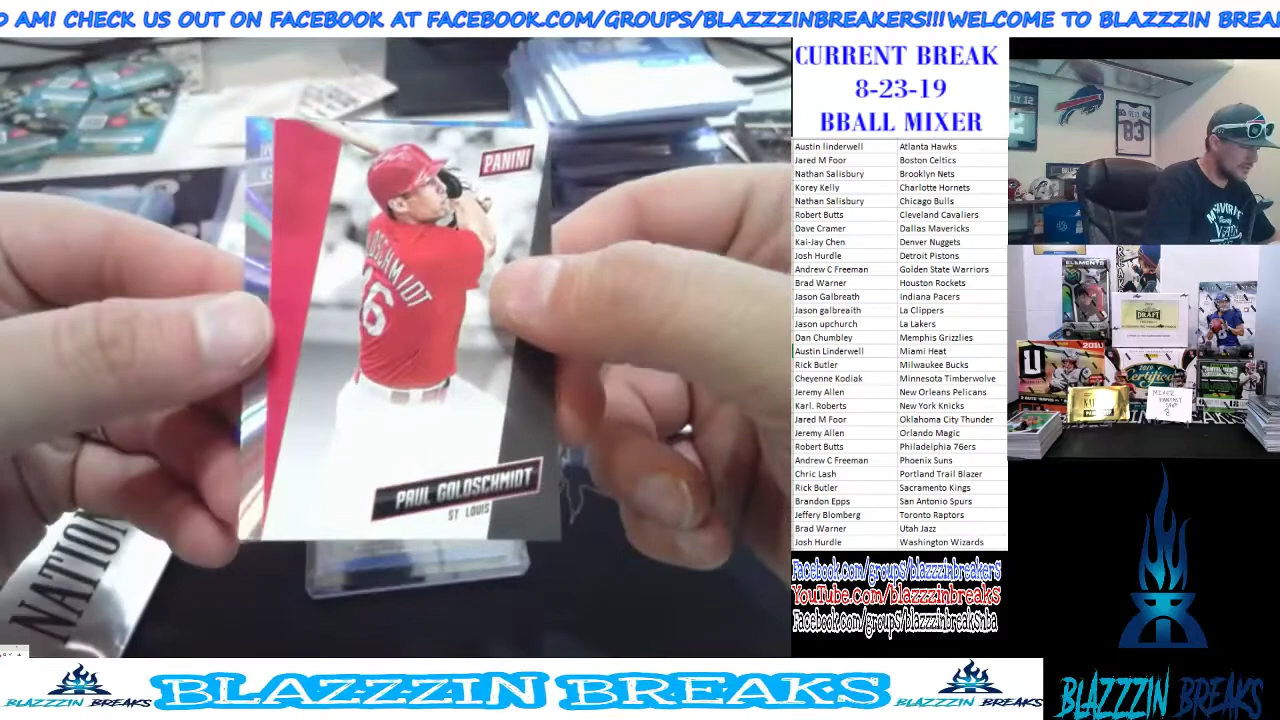 O AM! CHECK US OUT ON FACEBOOK AT FACEBOOK.COM/GROUPS/BLAZZZINBREAKERS!!! WELCOME TO BLAZZZIN BREA
CURRENT BREAK
8-23-19
BBALL MIXER
Austin linderwell Atlanta Hawks
Jared M Foor Boston Celtics
Nathan Salisbury Brooklyn Nets
Korey Kelly Charlotte Hornets
Nathan Salisbury Chicago Bulls
Robert Butts Cleveland Cavaliers
Dave Cramer Dallas Mavericks
Kai-Jay Chen Denver Nuggets
Josh Hurdle Detroit Pistons
Andrew C Freeman Golden State Warriors
Brad Warner Houston Rockets
Jason Galbreath Indiana Pacers
Jason galbreaith La Clippers
Jason upchurch La Lakers
Dan Chumbley Memphis Grizzlies
Austin Linderwell Miami Heat
Rick Butler Milwaukee Bucks
Cheyenne Kodiak Minnesota Timberwolve
Jeremy Allen New Orleans Pelicans
Karl. Roberts New York Knicks
Jared M Foor Oklahoma City Thunder
Jeremy Allen Orlando Magic
Robert Butts Philadelphia 76ers
Andrew C Freeman Phoenix Suns
Chric Lash Portland Trail Blazer
Rick Butler Sacramento Kings
Brandon Epps San Antonio Spurs
Jeffery Blomberg Toronto Raptors
Brad Warner Utah Jazz
Josh Hurdle Washington Wizards
Facebook.com/groups/blazzzinbreakers
YouTube.com/blazzzinbreaks
Facebook.com/groups/blazzzinbreaksnba
PANINI
OLDSCHMIDT
46
PAUL GOLDSCHMIDT
ST LOUIS
NATION
83
ELEMENTS
DRAFT
2019
Certified
MIXER
BLAZZZIN BREAKS
BLAZZZIN BREAKS
BLAZZZIN BREAKS
BLAZZZIN BREAKS